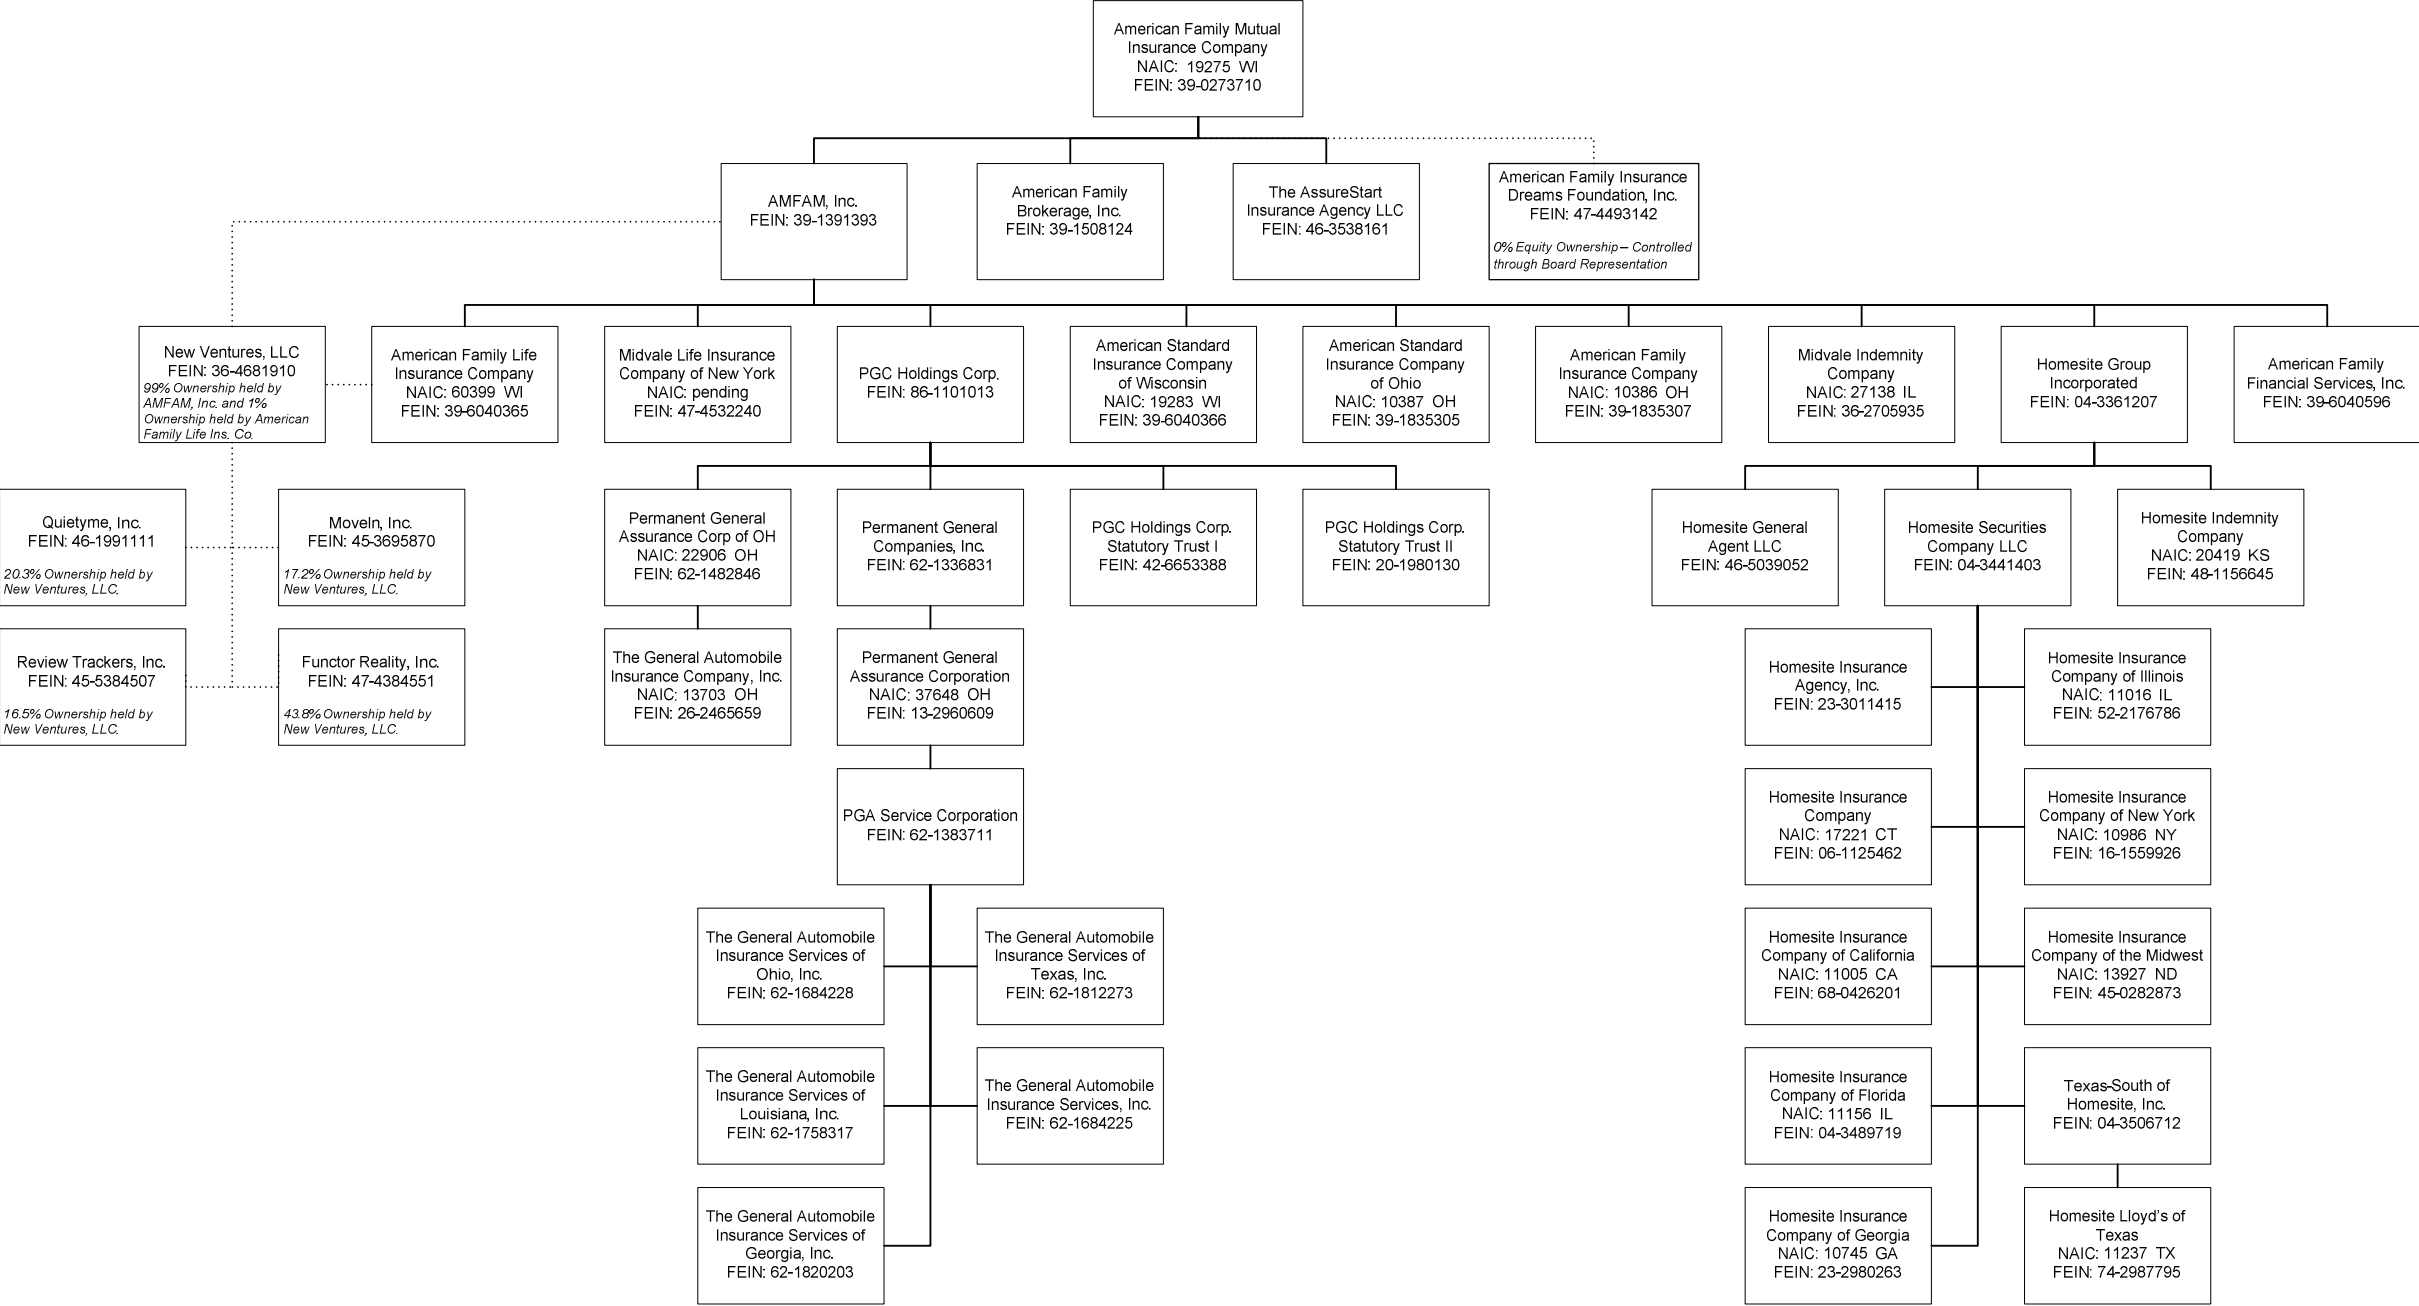 American Family Mutual
Insurance Company
NAIC: 19275 WI
FEIN: 39-0273710
AMFAM, Inc.
FEIN: 39-1391393
American Family
Brokerage, Inc.
FEIN: 39-1508124
The AssureStart
Insurance Agency LLC
FEIN: 46-3538161
American Family Insurance
Dreams Foundation, Inc.
FEIN: 47-4493142
0% Equity Ownership – Controlled
through Board Representation
New Ventures, LLC
FEIN: 36-4681910
99% Ownership held by
AMFAM, Inc. and 1%
Ownership held by American
Family Life Ins. Co.
American Family Life
Insurance Company
NAIC: 60399 WI
FEIN: 39-6040365
Midvale Life Insurance
Company of New York
NAIC: pending
FEIN: 47-4532240
PGC Holdings Corp.
FEIN: 86-1101013
American Standard
Insurance Company
of Wisconsin
NAIC: 19283 WI
FEIN: 39-6040366
American Standard
Insurance Company
of Ohio
NAIC: 10387 OH
FEIN: 39-1835305
American Family
Insurance Company
NAIC: 10386 OH
FEIN: 39-1835307
Midvale Indemnity
Company
NAIC: 27138 IL
FEIN: 36-2705935
Homesite Group
Incorporated
FEIN: 04-3361207
American Family
Financial Services, Inc.
FEIN: 39-6040596
Quietyme, Inc.
FEIN: 46-1991111
20.3% Ownership held by
New Ventures, LLC.
MoveIn, Inc.
FEIN: 45-3695870
17.2% Ownership held by
New Ventures, LLC.
Permanent General
Assurance Corp of OH
NAIC: 22906 OH
FEIN: 62-1482846
Permanent General
Companies, Inc.
FEIN: 62-1336831
PGC Holdings Corp.
Statutory Trust I
FEIN: 42-6653388
PGC Holdings Corp.
Statutory Trust II
FEIN: 20-1980130
Homesite General
Agent LLC
FEIN: 46-5039052
Homesite Securities
Company LLC
FEIN: 04-3441403
Homesite Indemnity
Company
NAIC: 20419 KS
FEIN: 48-1156645
Review Trackers, Inc.
FEIN: 45-5384507
16.5% Ownership held by
New Ventures, LLC.
Functor Reality, Inc.
FEIN: 47-4384551
43.8% Ownership held by
New Ventures, LLC.
The General Automobile
Insurance Company, Inc.
NAIC: 13703 OH
FEIN: 26-2465659
Permanent General
Assurance Corporation
NAIC: 37648 OH
FEIN: 13-2960609
Homesite Insurance
Agency, Inc.
FEIN: 23-3011415
Homesite Insurance
Company of Illinois
NAIC: 11016 IL
FEIN: 52-2176786
PGA Service Corporation
FEIN: 62-1383711
Homesite Insurance
Company
NAIC: 17221 CT
FEIN: 06-1125462
Homesite Insurance
Company of New York
NAIC: 10986 NY
FEIN: 16-1559926
The General Automobile
Insurance Services of
Ohio, Inc.
FEIN: 62-1684228
The General Automobile
Insurance Services of
Texas, Inc.
FEIN: 62-1812273
Homesite Insurance
Company of California
NAIC: 11005 CA
FEIN: 68-0426201
Homesite Insurance
Company of the Midwest
NAIC: 13927 ND
FEIN: 45-0282873
The General Automobile
Insurance Services of
Louisiana, Inc.
FEIN: 62-1758317
The General Automobile
Insurance Services, Inc.
FEIN: 62-1684225
Homesite Insurance
Company of Florida
NAIC: 11156 IL
FEIN: 04-3489719
Texas-South of
Homesite, Inc.
FEIN: 04-3506712
The General Automobile
Insurance Services of
Georgia, Inc.
FEIN: 62-1820203
Homesite Insurance
Company of Georgia
NAIC: 10745 GA
FEIN: 23-2980263
Homesite Lloyd's of
Texas
NAIC: 11237 TX
FEIN: 74-2987795